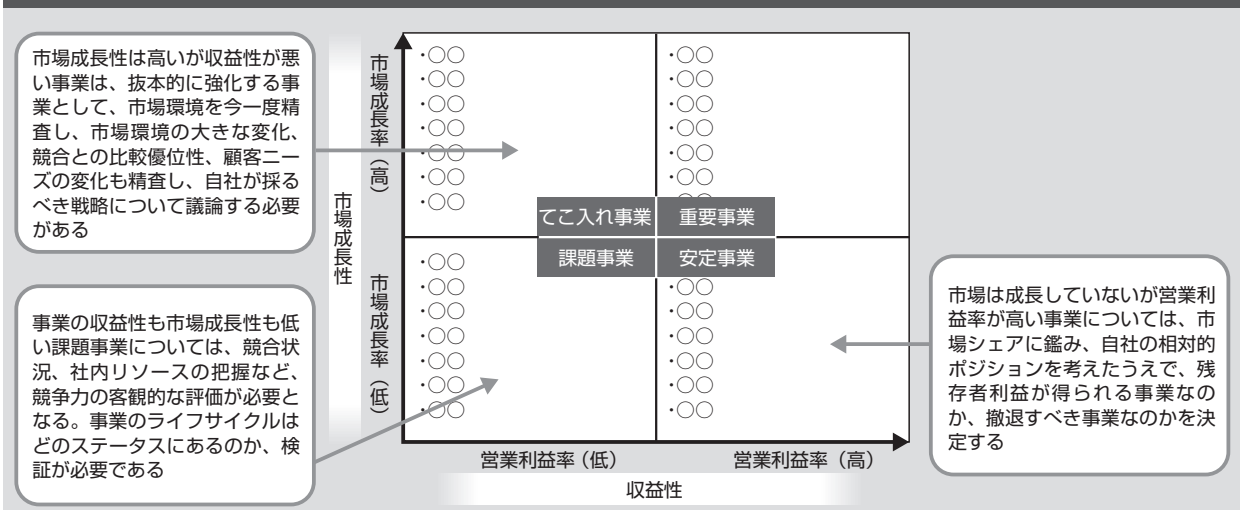 市場成長性は高いが収益性が悪
い事業は、抜本的に強化する事
業として、市場環境を今一度精
査し、市場環境の大きな変化、
競合との比較優位性、顧客ニー
ズの変化も精査し、自社が採る
べき戦略について議論する必要
がある
事業の収益性も市場成長性も低
い課題事業については、競合状
況、社内リソースの把握など、
競争力の客観的な評価が必要と
なる。事業のライフサイクルは
どのステータスにあるのか、検
証が必要である
市場成長性
市場成長率（高）
市場成長率（低）
・○○
・○○
・○○
・○○
・○○
・○○
・○○
・○○
・○○
・○○
・○○
・○○
・○○
・○○
てこ入れ事業
重要事業
課題事業
安定事業
・○○
・○○
・○○
・○○
・○○
・○○
・○○
・○○
・○○
・○○
・○○
・○○
・○○
営業利益率（低）
営業利益率（高）
収益性
市場は成長していないが営業利
益率が高い事業については、市
場シェアに鑑み、自社の相対的
ポジションを考えたうえで、残
存者利益が得られる事業なの
か、撤退すべき事業なのかを決
定する